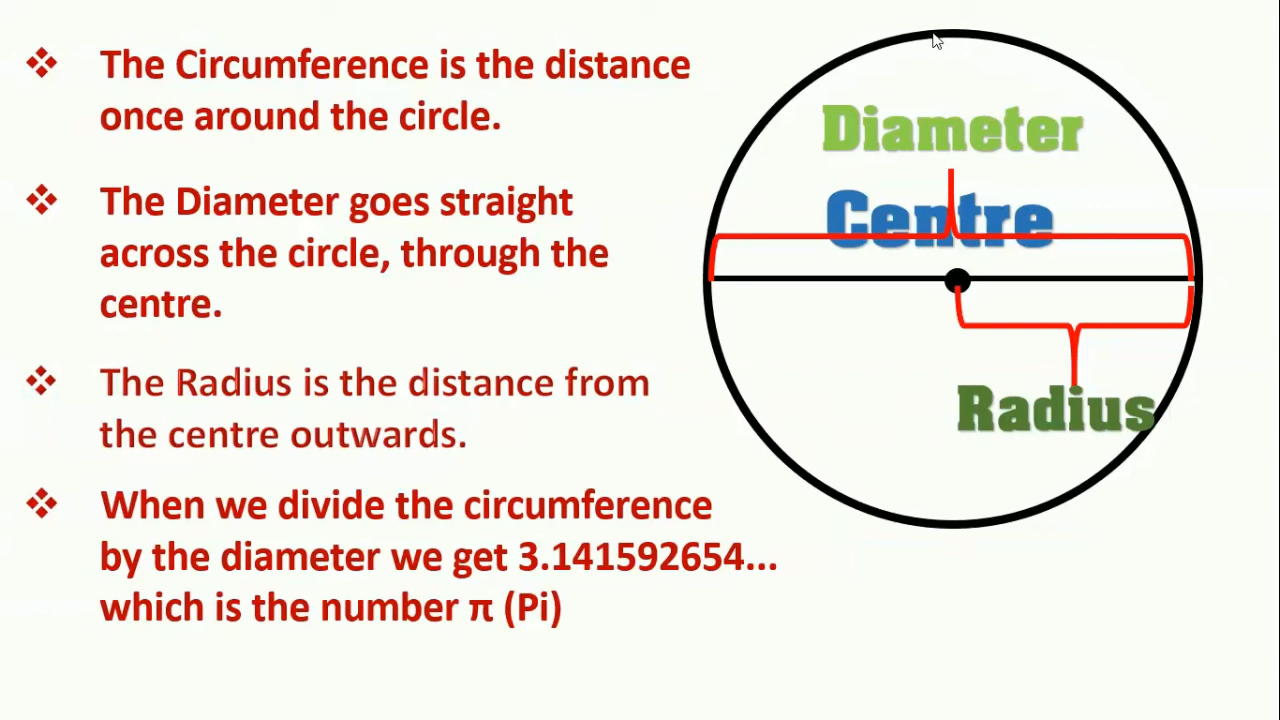 ❖ The Circumference is the distance
once around the circle.
❖ The Diameter goes straight
across the circle, through the
centre.
❖ The Radius is the distance from
the centre outwards.
❖ When we divide the circumference
by the diameter we get 3.141592654...
which is the number π (Pi)
Diameter
Centre
Radius